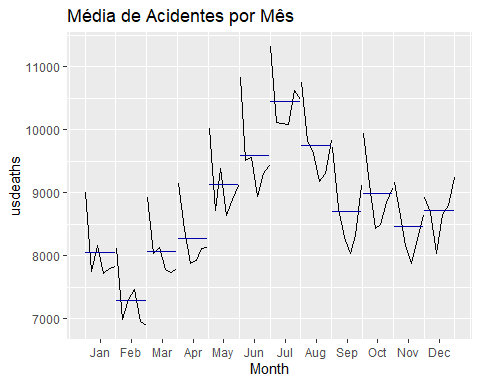 Média de Acidentes por Mês
usdeaths
11000
10000
9000
8000
7000
Jan Feb Mar Apr May Jun Jul Aug Sep Oct Nov Dec
Month